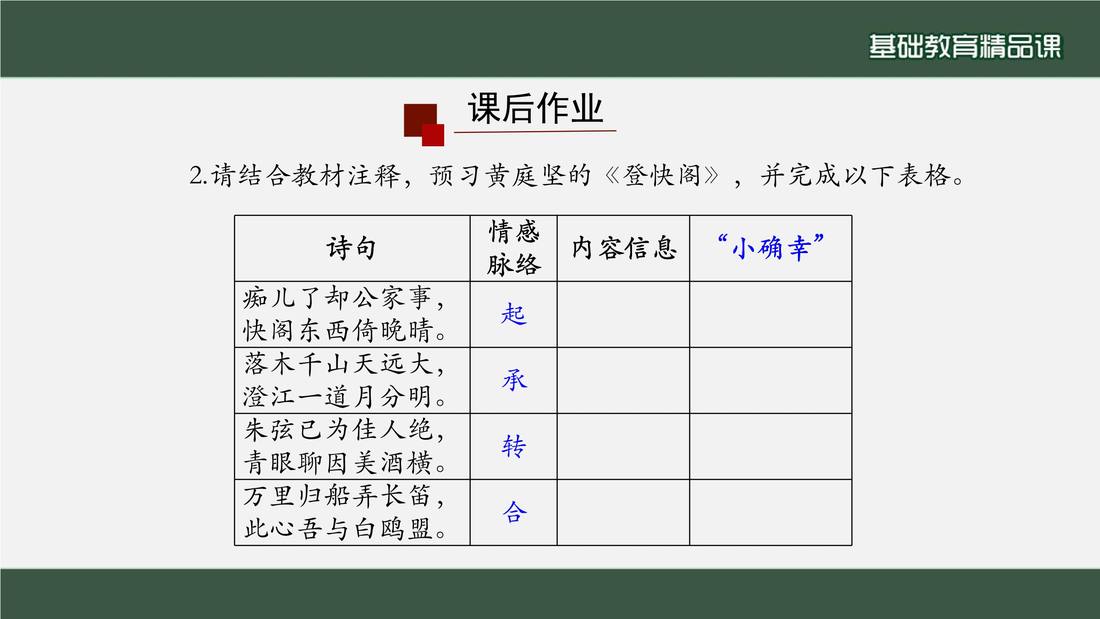 基础教育精品课
课后作业
2.请结合教材注释，预习黄庭坚的《登快阁》，并完成以下表格。
诗句
情感
脉络
内容信息
“小确幸”
痴儿了却公家事，
快阁东西倚晚晴。
起
落木千山天远大，
澄江一道月分明。
承
朱弦已为佳人绝，
青眼聊因美酒横。
转
万里归船弄长笛，
此心吾与白鸥盟。
合